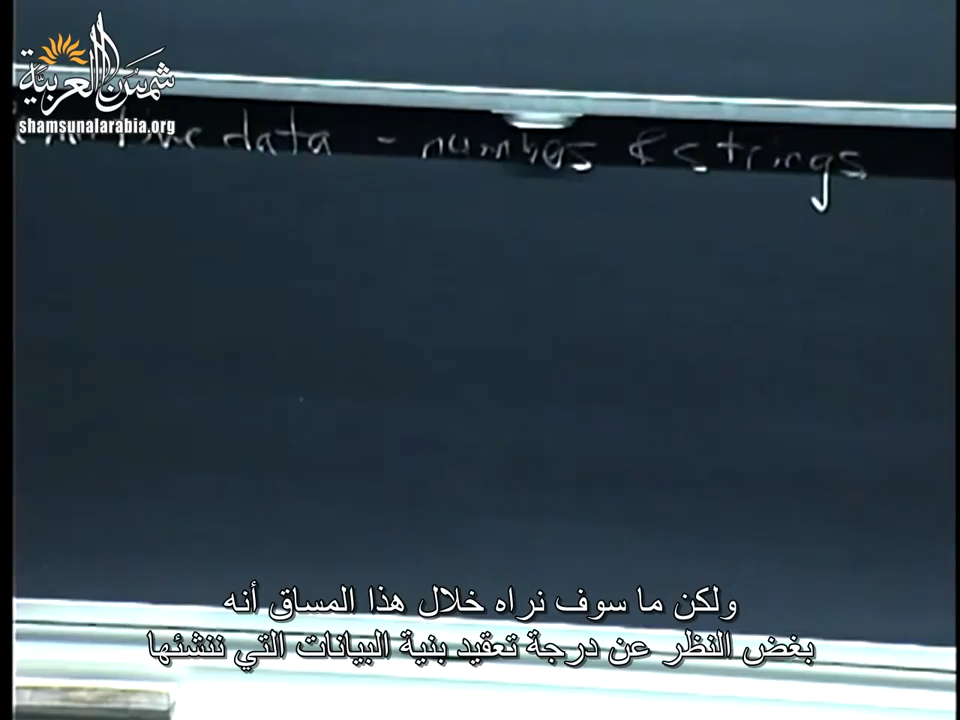 شمس العربية
shamsunalarabia.org
data - numbers & strings
ولكن ما سوف نراه خلال هذا المساق أنه
بغض النظر عن درجة تعقيد بنية البيانات التي ننشئها